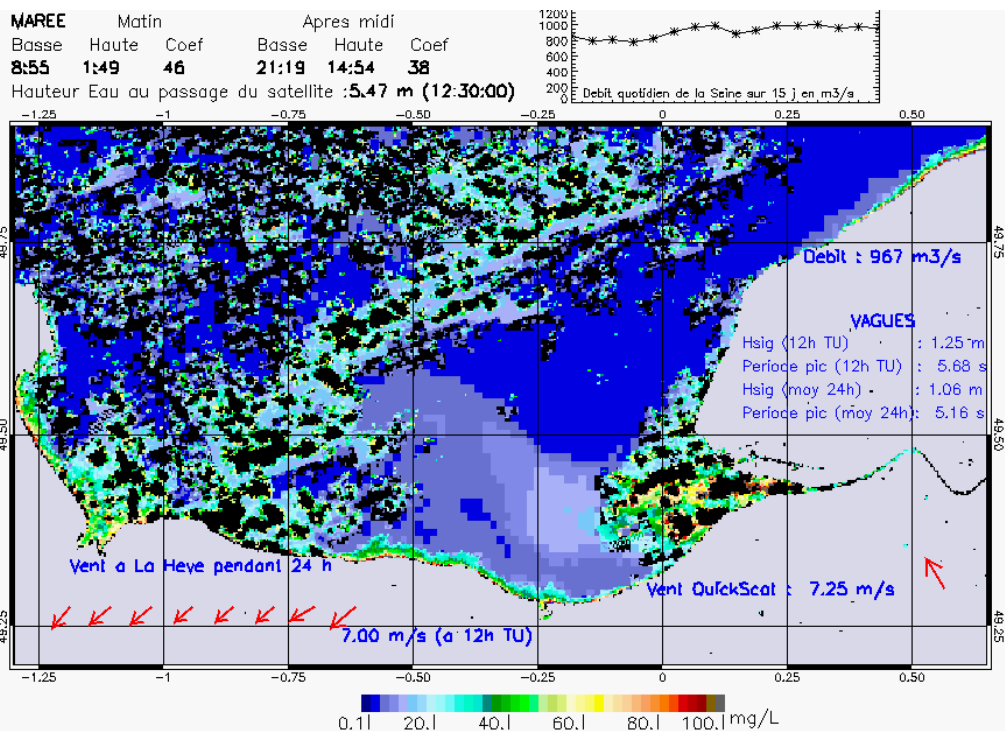 MAREE Matin Apres midi
Basse Haute Coef Basse Haute Coef
8:55 1:49 46 21:19 14:54 38
Hauteur Eau au passage du satellite :5.47 m (12:30:00)
1200
1000
800
600
400
200
0
Debit quotidien de la Seine sur 15 j en m3/s
-1.25 -1 -0.75 -0.50 -0.25 0 0.25 0.50
49.75 49.75
Debit : 967 m3/s
VAGUES
Hsig (12h TU) : 1.25 m
Periode pic (12h TU) : 5.68 s
Hsig (moy 24h) : 1.06 m
Periode pic (moy 24h): 5.16 s
49.50 49.50
Vent a La Heve pendant 24 h
Vent QuickScat : 7.25 m/s
7.00 m/s (a 12h TU)
49.25 49.25
-1.25 -1 -0.75 -0.50 -0.25 0 0.25 0.50
0.1 20.1 40.1 60.1 80.1 100.1 mg/L